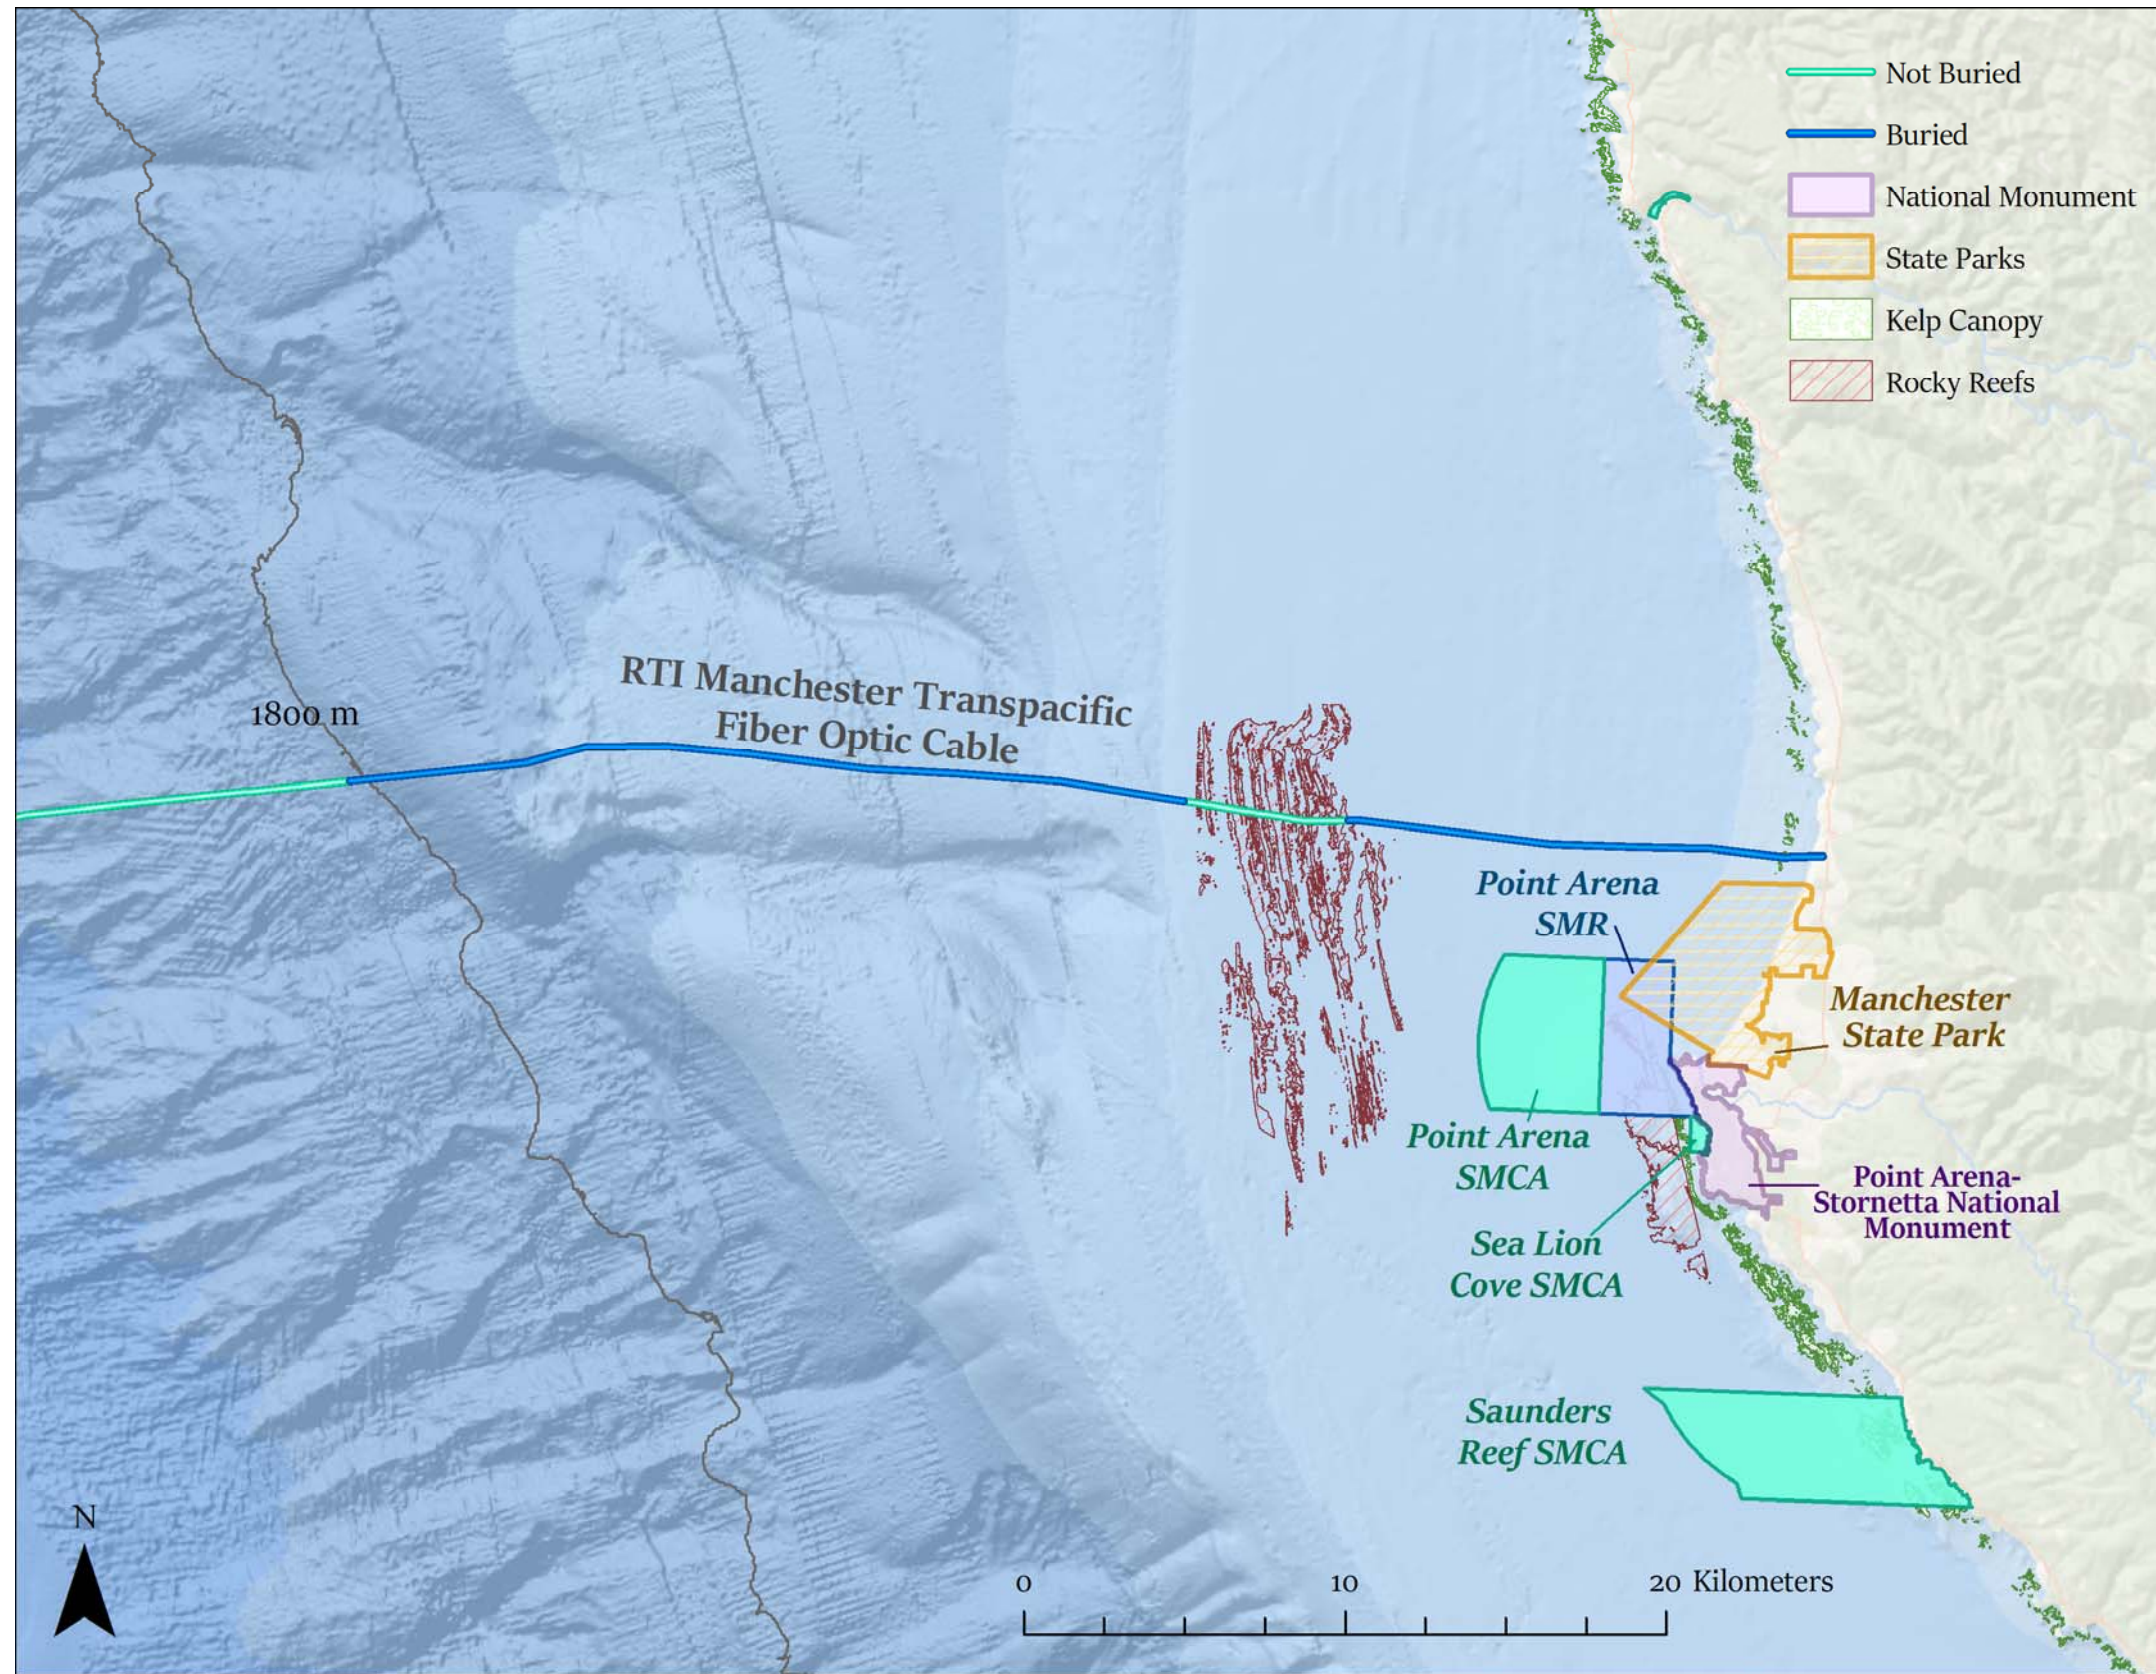 Not Buried
Buried
National Monument
State Parks
Kelp Canopy
Rocky Reefs
RTI Manchester Transpacific
Fiber Optic Cable
1800 m
Point Arena
SMR
Manchester
State Park
Point Arena
SMCA
Point Arena-
Stornetta National
Monument
Sea Lion
Cove SMCA
Saunders
Reef SMCA
N
0 10 20 Kilometers